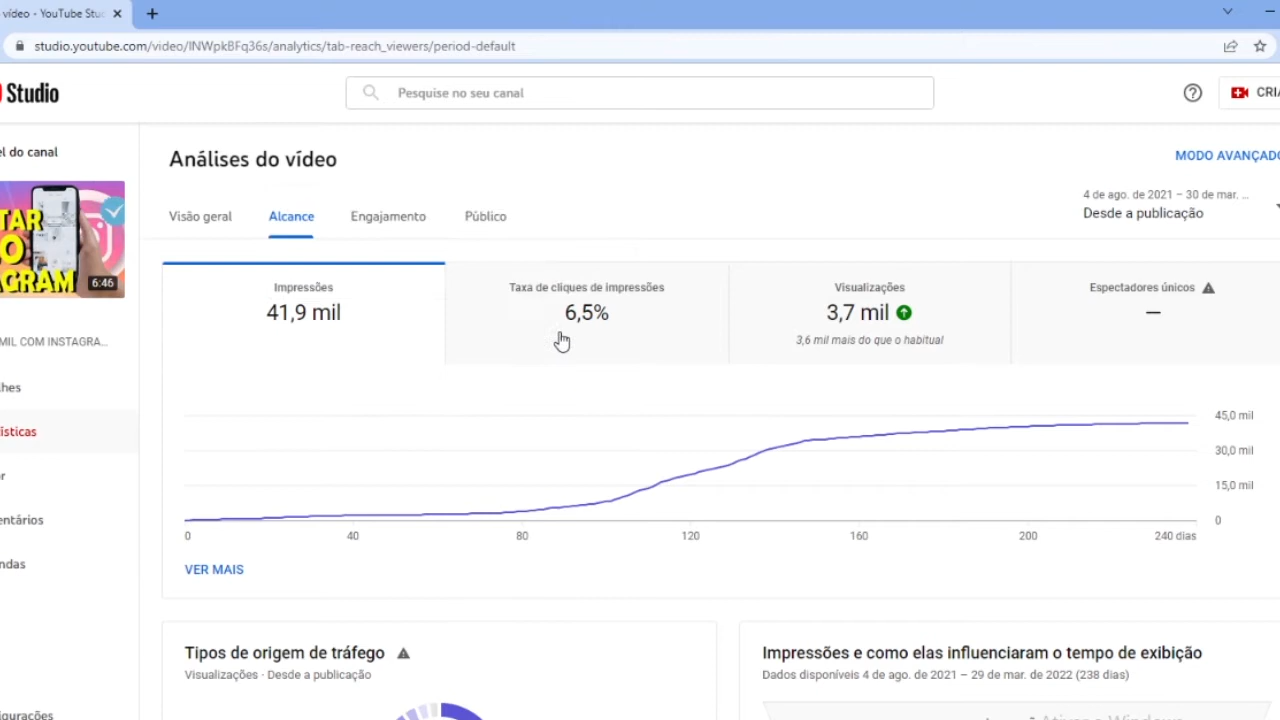 vídeo - YouTube Stu
studio.youtube.com/video/lNWpkBFq36s/analytics/tab-reach_viewers/period-default
Studio
Pesquise no seu canal
CRIA
el do canal
Análises do vídeo
MODO AVANÇADO
4 de ago. de 2021 – 30 de mar. ...
Desde a publicação
Visão geral
Alcance
Engajamento
Público
TAR
O
GRAM
6:46
MIL COM INSTAGRA...
lhes
ísticas
r
entários
ndas
igurações
Impressões
41,9 mil
Taxa de cliques de impressões
6,5%
Visualizações
3,7 mil
3,6 mil mais do que o habitual
Espectadores únicos
—
45,0 mil
30,0 mil
15,0 mil
0
0 40 80 120 160 200 240 dias
VER MAIS
Tipos de origem de tráfego
Visualizações · Desde a publicação
Impressões e como elas influenciaram o tempo de exibição
Dados disponíveis 4 de ago. de 2021 – 29 de mar. de 2022 (238 dias)